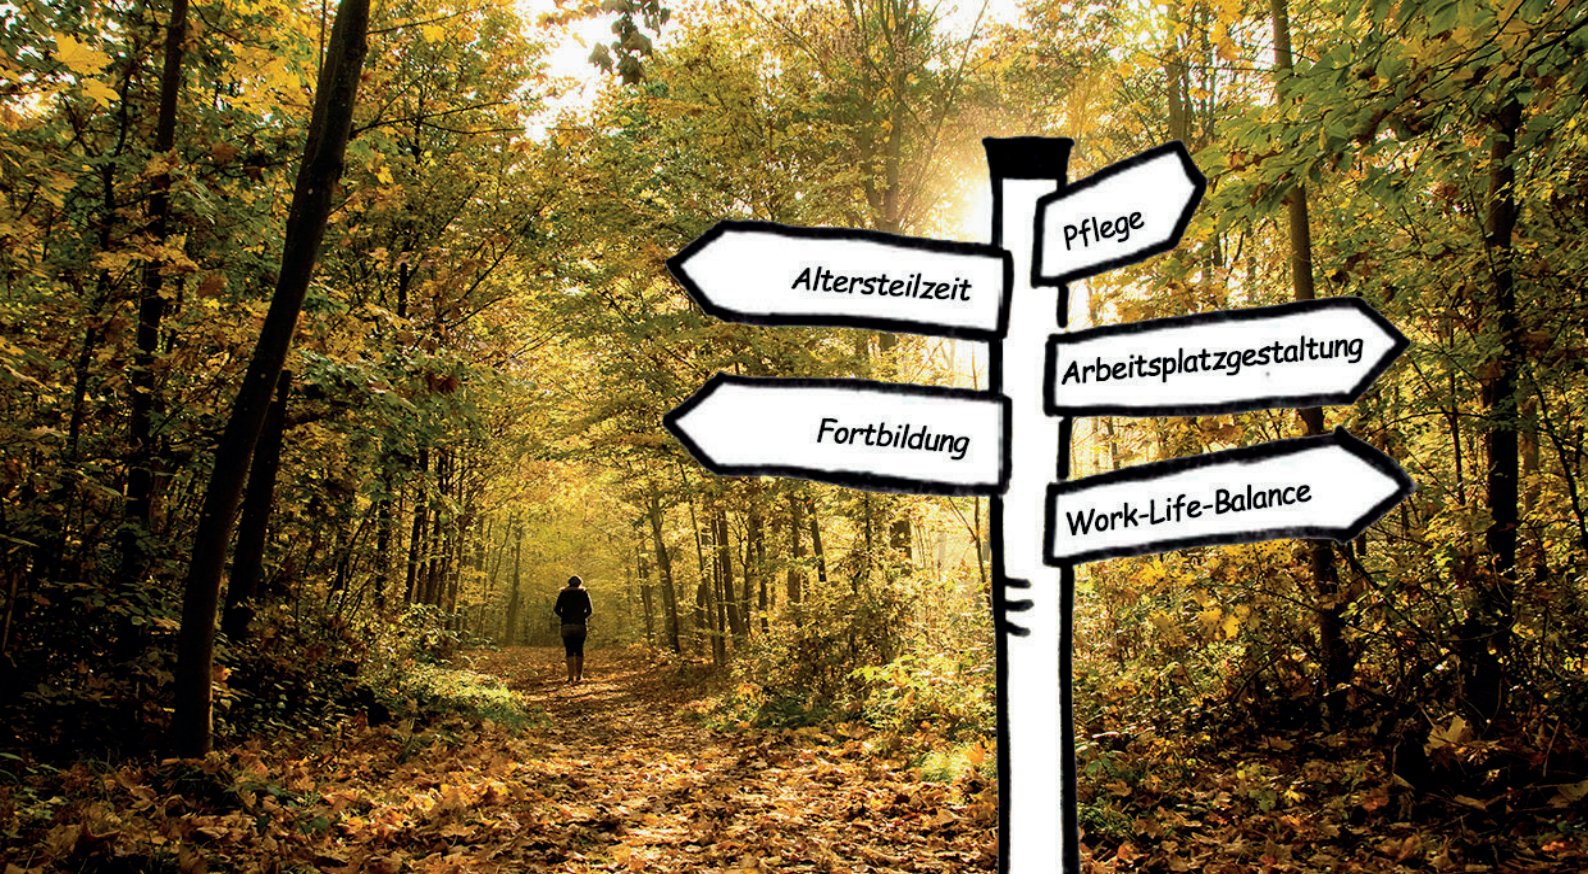 Pflege
Altersteilzeit
Arbeitsplatzgestaltung
Fortbildung
Work-Life-Balance